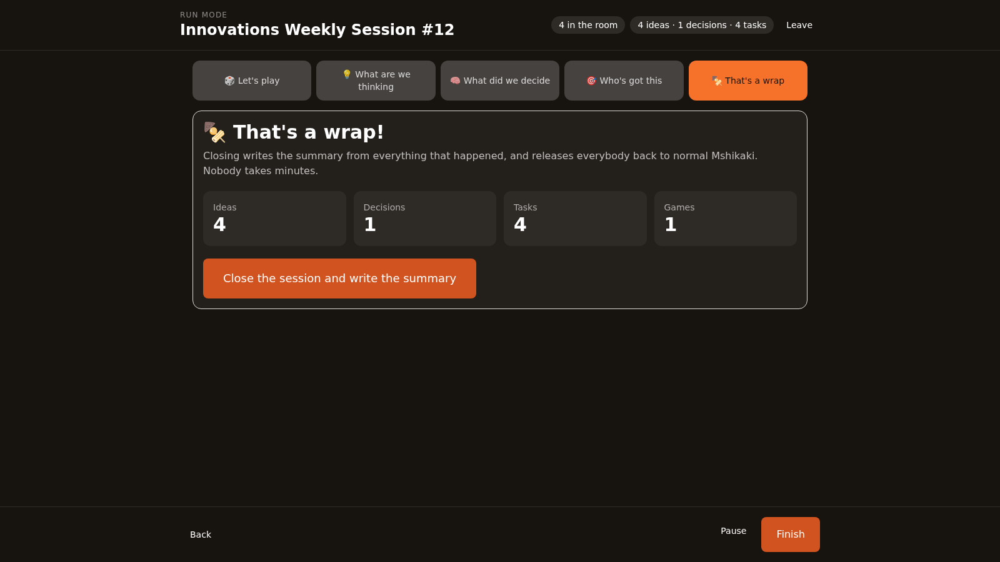 RUN MODE
Innovations Weekly Session #12
4 in the room
4 ideas · 1 decisions · 4 tasks
Leave
🎲 Let's play
💡 What are we
thinking
🧠 What did we decide
🎯 Who's got this
🍢 That's a wrap
🍢 That's a wrap!
Closing writes the summary from everything that happened, and releases everybody back to normal Mshikaki.
Nobody takes minutes.
Ideas
4
Decisions
1
Tasks
4
Games
1
Close the session and write the summary
Back
Pause
Finish